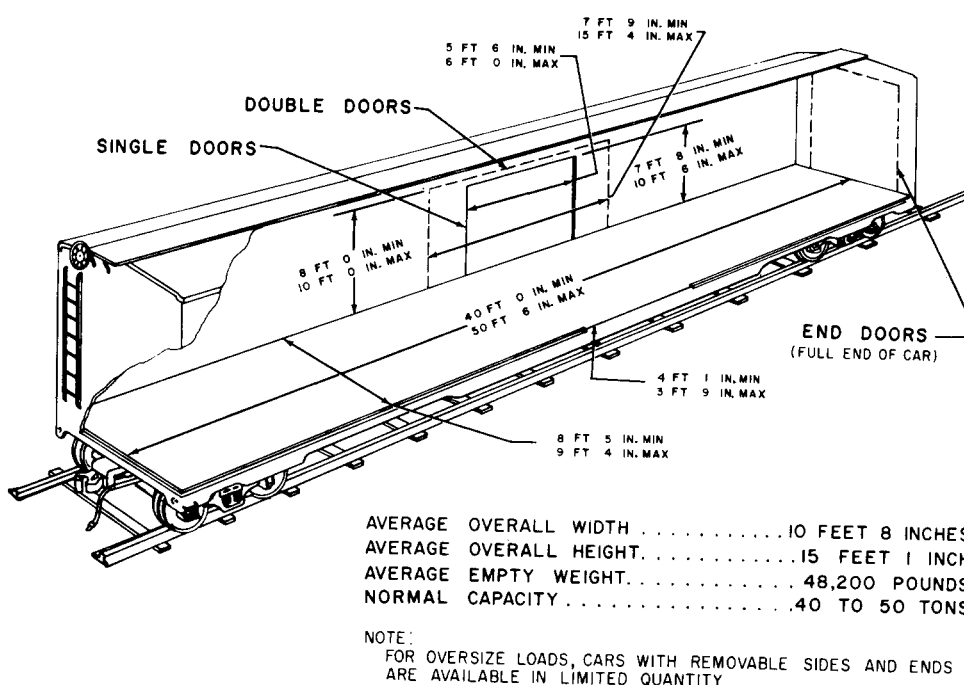 7 FT 9 IN. MIN
15 FT 4 IN. MAX
5 FT 6 IN. MIN
6 FT 0 IN. MAX
DOUBLE DOORS
SINGLE DOORS
7 FT 8 IN. MIN
10 FT 6 IN. MAX
8 FT 0 IN. MIN
10 FT 0 IN. MAX
40 FT 0 IN. MIN
50 FT 6 IN. MAX
END DOORS
(FULL END OF CAR)
4 FT 1 IN. MIN
3 FT 9 IN. MAX
8 FT 5 IN. MIN
9 FT 4 IN. MAX
AVERAGE OVERALL WIDTH............10 FEET 8 INCHES
AVERAGE OVERALL HEIGHT............15 FEET 1 INCH
AVERAGE EMPTY WEIGHT.............48,200 POUNDS
NORMAL CAPACITY..................40 TO 50 TONS
NOTE:
FOR OVERSIZE LOADS, CARS WITH REMOVABLE SIDES AND ENDS
ARE AVAILABLE IN LIMITED QUANTITY